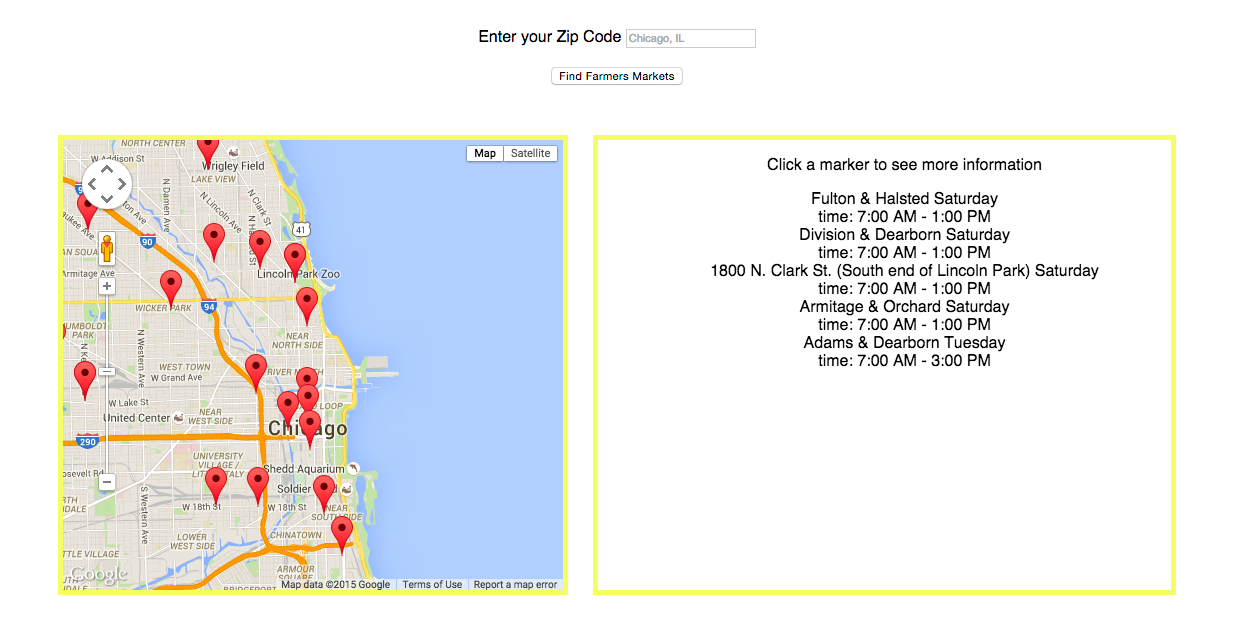 Enter your Zip Code Chicago, IL
Find Farmers Markets
NORTH CENTER
W Addison St
Wrigley Field
LAKE VIEW
Map Satellite
N Damen Ave
N Lincoln Ave
N Clark St
41
90
Lincoln Park Zoo
Armitage Ave
WICKER PARK
94
NEAR
NORTH SIDE
N Western Ave
WEST TOWN
W Grand Ave
W Lake St
United Center
NEAR
WEST SIDE
LOOP
Chicago
290
UNIVERSITY
VILLAGE /
LITTLE ITALY
Shedd Aquarium
Soldier
W 18th St
W 18th St
NEAR
SOUTH SIDE
S Western Ave
LOWER
WEST SIDE
CHINATOWN
TTLE VILLAGE
ARMOUR
SQUARE
BRIDGEPORT
Google
Map data ©2015 Google Terms of Use Report a map error
Click a marker to see more information
Fulton & Halsted Saturday
time: 7:00 AM - 1:00 PM
Division & Dearborn Saturday
time: 7:00 AM - 1:00 PM
1800 N. Clark St. (South end of Lincoln Park) Saturday
time: 7:00 AM - 1:00 PM
Armitage & Orchard Saturday
time: 7:00 AM - 1:00 PM
Adams & Dearborn Tuesday
time: 7:00 AM - 3:00 PM